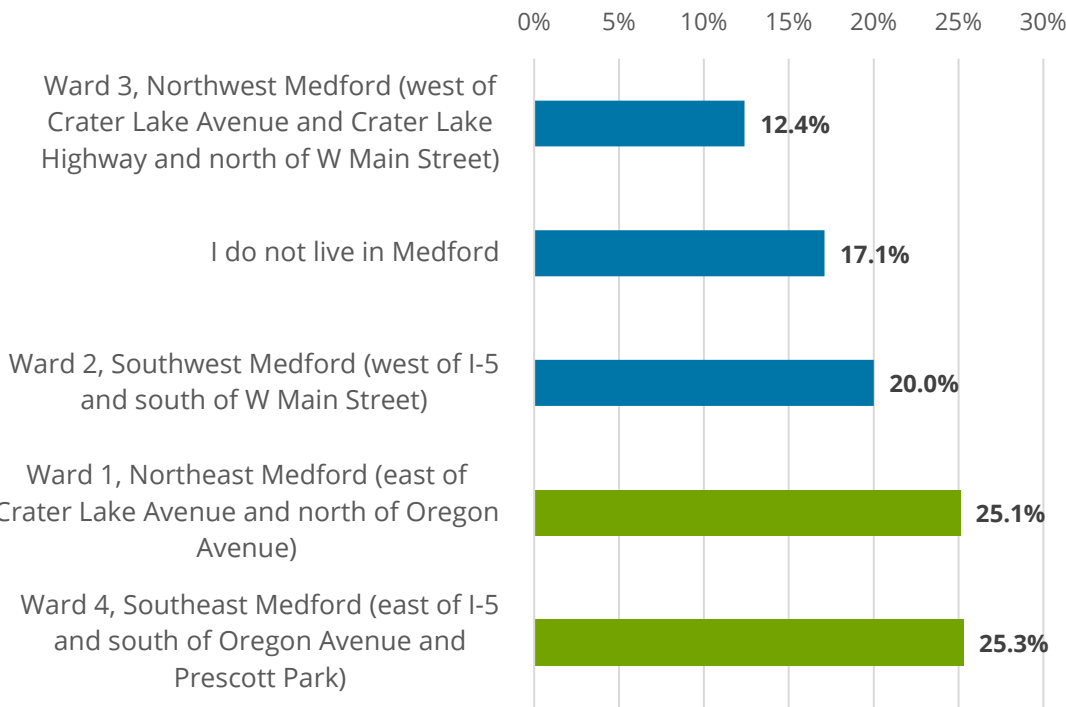 0% 5% 10% 15% 20% 25% 30%
Ward 3, Northwest Medford (west of
Crater Lake Avenue and Crater Lake
Highway and north of W Main Street)
12.4%
I do not live in Medford
17.1%
Ward 2, Southwest Medford (west of I-5
and south of W Main Street)
20.0%
Ward 1, Northeast Medford (east of
Crater Lake Avenue and north of Oregon
Avenue)
25.1%
Ward 4, Southeast Medford (east of I-5
and south of Oregon Avenue and
Prescott Park)
25.3%